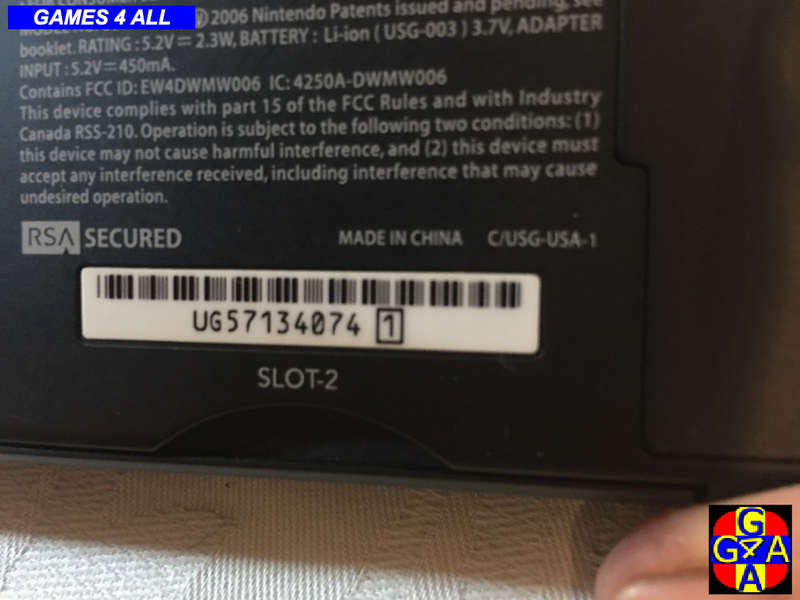 GAMES 4 ALL
2006 Nintendo Patents issued and pending, see
booklet. RATING : 5.2V⎓2.3W, BATTERY : Li-ion ( USG-003 ) 3.7V, ADAPTER
INPUT : 5.2V⎓450mA.
Contains FCC ID: EW4DWMW006 IC: 4250A-DWMW006
This device complies with part 15 of the FCC Rules and with Industry
Canada RSS-210. Operation is subject to the following two conditions: (1)
this device may not cause harmful interference, and (2) this device must
accept any interference received, including interference that may cause
undesired operation.
RSA SECURED
MADE IN CHINA C/USG-USA-1
UG57134074 1
SLOT-2
G
G4A
A